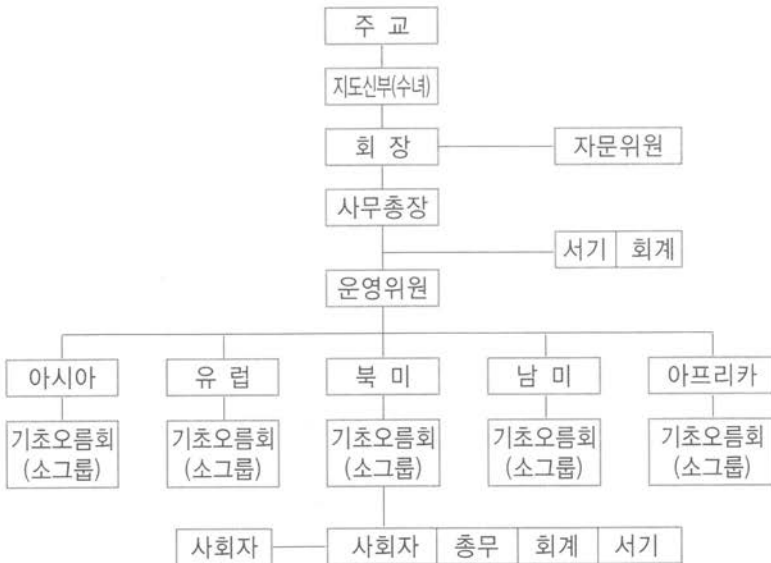 주 교
지도신부(수녀)
회 장
자문위원
사무총장
서기 회계
운영위원
아시아 유 럽 북 미 남 미 아프리카
기초오름회 기초오름회 기초오름회 기초오름회 기초오름회
(소그룹) (소그룹) (소그룹) (소그룹) (소그룹)
사회자 사회자 총무 회계 서기